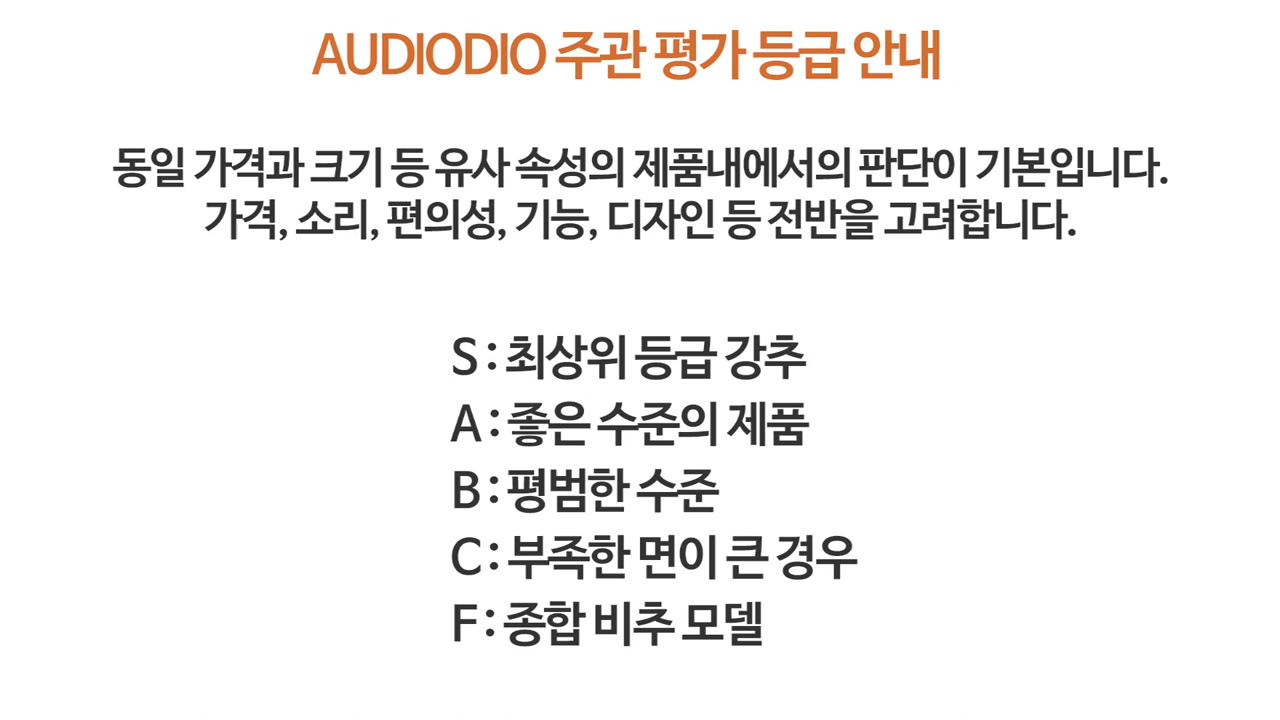 AUDIODIO 주관 평가 등급 안내
동일 가격과 크기 등 유사 속성의 제품내에서의 판단이 기본입니다.
가격, 소리, 편의성, 기능, 디자인 등 전반을 고려합니다.
S : 최상위 등급 강추
A : 좋은 수준의 제품
B : 평범한 수준
C : 부족한 면이 큰 경우
F : 종합 비추 모델